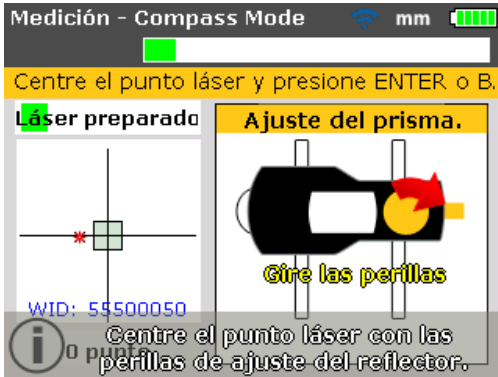 Medición - Compass Mode mm
Centre el punto láser y presione ENTER o B.
Láser preparado
Ajuste del prisma.
Gire las perillas
WID: 55500050
Centre el punto láser con las
perillas de ajuste del reflector.